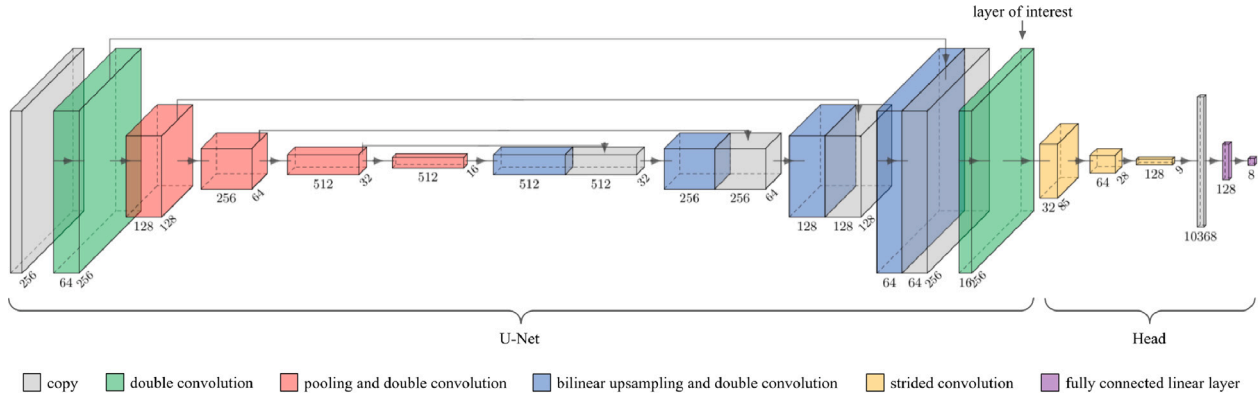 layer of interest
256
64 256
128 128
256 64
512 32
512 16
512 512 32
256 256 64
128 128 128
64 64 256
16 256
32 85
64 28
128 9
10368
128
8
U-Net
Head
copy
double convolution
pooling and double convolution
bilinear upsampling and double convolution
strided convolution
fully connected linear layer